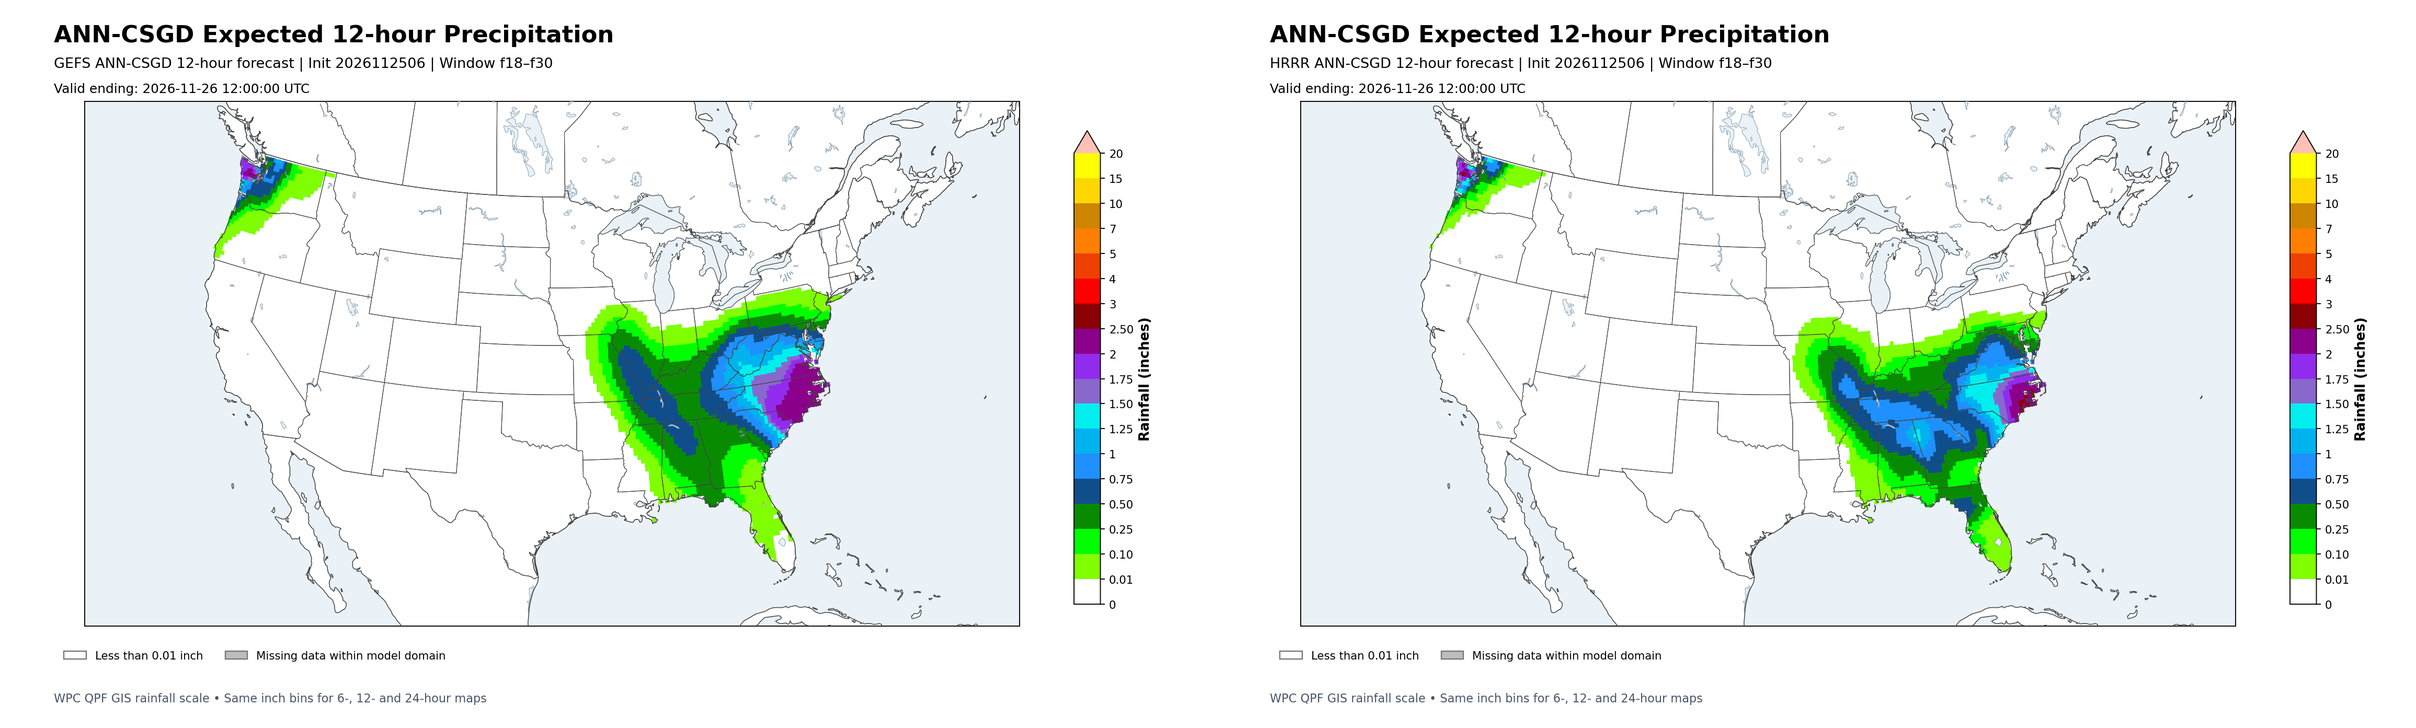 ANN-CSGD Expected 12-hour Precipitation
GEFS ANN-CSGD 12-hour forecast | Init 2026112506 | Window f18–f30
Valid ending: 2026-11-26 12:00:00 UTC
20
15
10
7
5
4
3
2.50
2
1.75
1.50
1.25
1
0.75
0.50
0.25
0.10
0.01
0
Rainfall (inches)
Less than 0.01 inch
Missing data within model domain
WPC QPF GIS rainfall scale • Same inch bins for 6-, 12- and 24-hour maps
ANN-CSGD Expected 12-hour Precipitation
HRRR ANN-CSGD 12-hour forecast | Init 2026112506 | Window f18–f30
Valid ending: 2026-11-26 12:00:00 UTC
20
15
10
7
5
4
3
2.50
2
1.75
1.50
1.25
1
0.75
0.50
0.25
0.10
0.01
0
Rainfall (inches)
Less than 0.01 inch
Missing data within model domain
WPC QPF GIS rainfall scale • Same inch bins for 6-, 12- and 24-hour maps